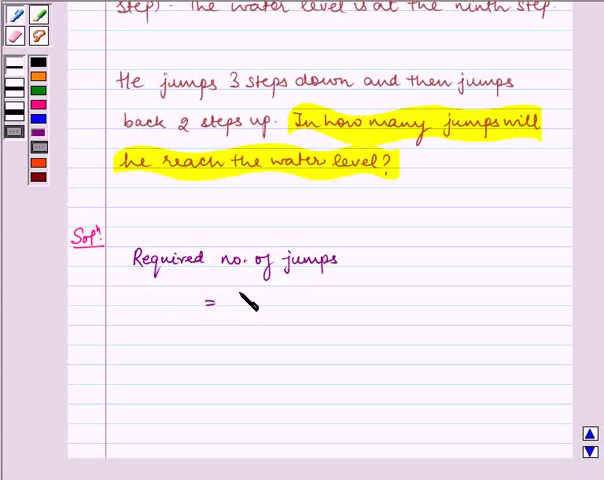 step). The water level is at the ninth step.
He jumps 3 steps down and then jumps
back 2 steps up. In how many jumps will
he reach the water level?
Solⁿ
Required no. of jumps
=